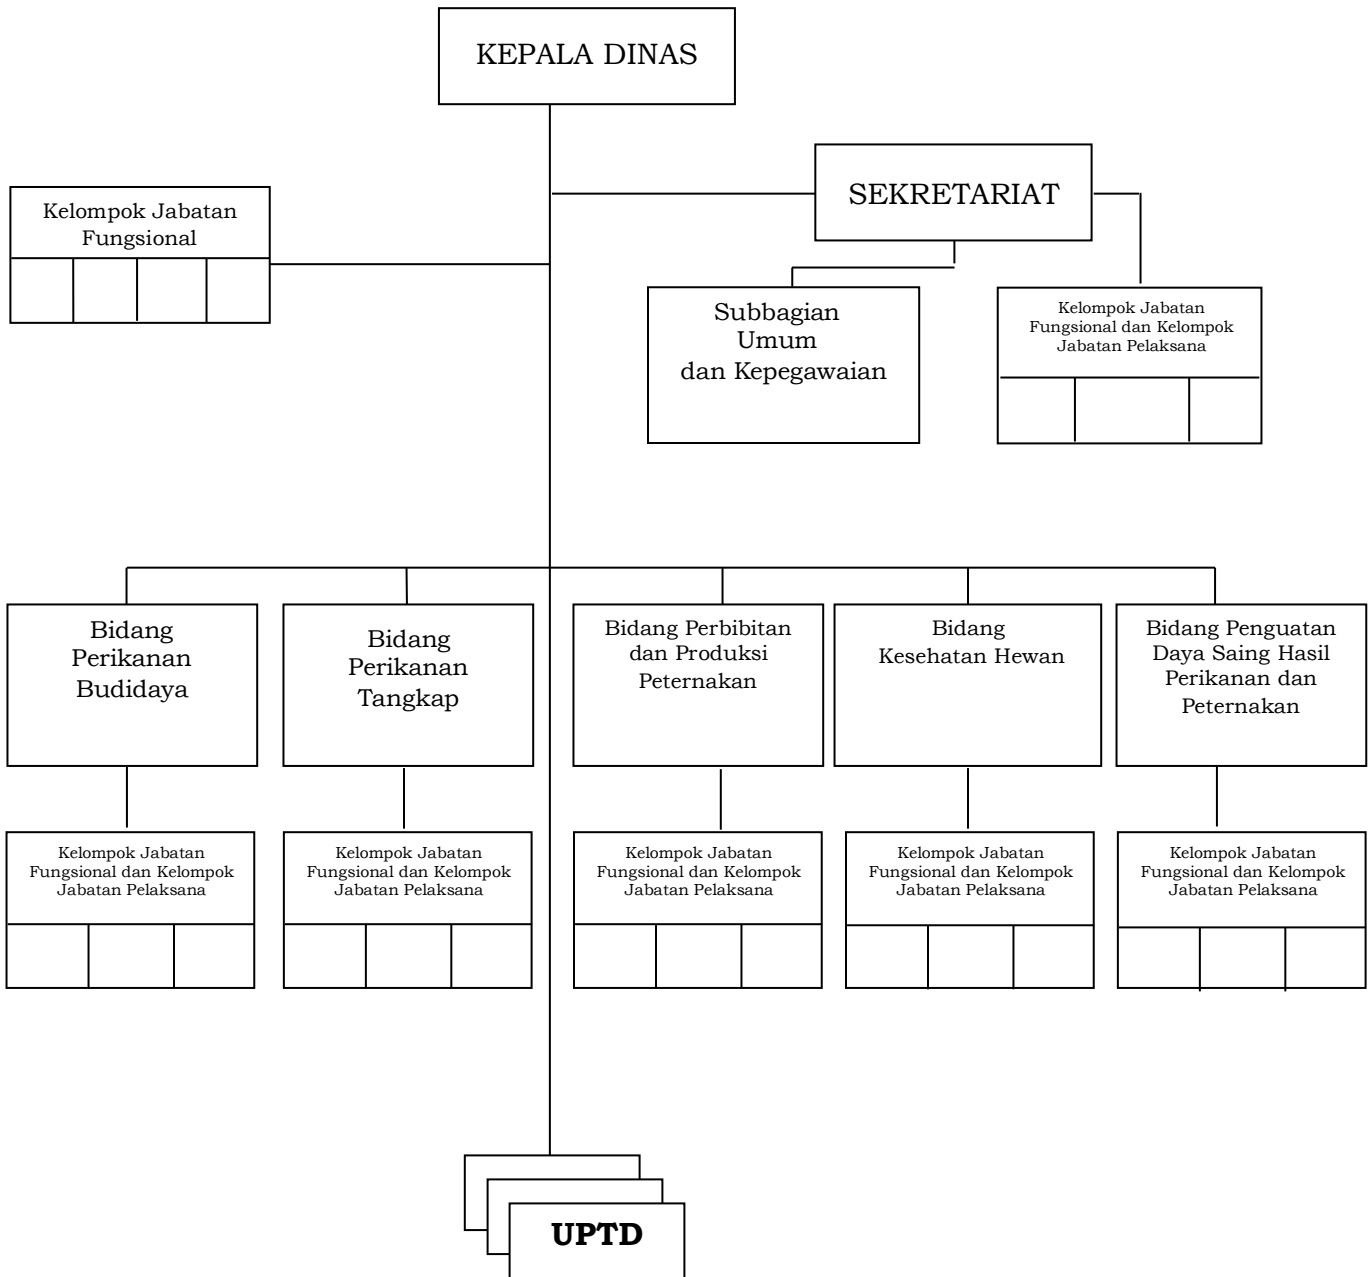 KEPALA DINAS
SEKRETARIAT
Kelompok Jabatan
Fungsional
Subbagian
Umum
dan Kepegawaian
Kelompok Jabatan
Fungsional dan Kelompok
Jabatan Pelaksana
Bidang
Perikanan
Budidaya
Bidang
Perikanan
Tangkap
Bidang Perbibitan
dan Produksi
Peternakan
Bidang
Kesehatan Hewan
Bidang Penguatan
Daya Saing Hasil
Perikanan dan
Peternakan
Kelompok Jabatan
Fungsional dan Kelompok
Jabatan Pelaksana
Kelompok Jabatan
Fungsional dan Kelompok
Jabatan Pelaksana
Kelompok Jabatan
Fungsional dan Kelompok
Jabatan Pelaksana
Kelompok Jabatan
Fungsional dan Kelompok
Jabatan Pelaksana
Kelompok Jabatan
Fungsional dan Kelompok
Jabatan Pelaksana
UPTD